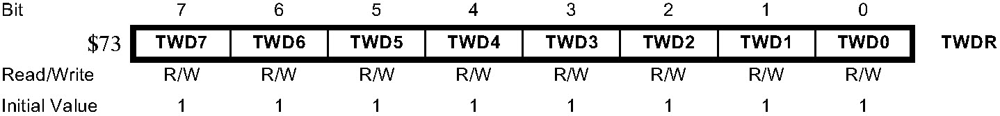 Bit 7 6 5 4 3 2 1 0
$73 TWD7 TWD6 TWD5 TWD4 TWD3 TWD2 TWD1 TWD0 TWDR
Read/Write R/W R/W R/W R/W R/W R/W R/W R/W
Initial Value 1 1 1 1 1 1 1 1